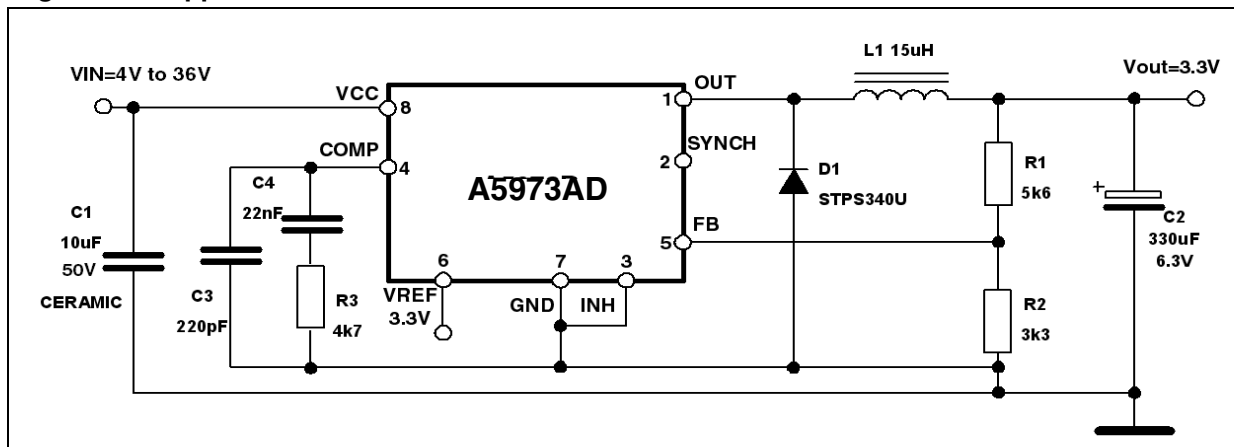 VIN=4V to 36V
VCC
8
COMP
4
C4
22nF
C1
10uF
50V
CERAMIC
C3
220pF
R3
4k7
A5973AD
VREF
3.3V
6
GND
7
INH
3
OUT
1
SYNCH
2
FB
5
L1 15uH
D1
STPS340U
Vout=3.3V
R1
5k6
R2
3k3
+
C2
330uF
6.3V